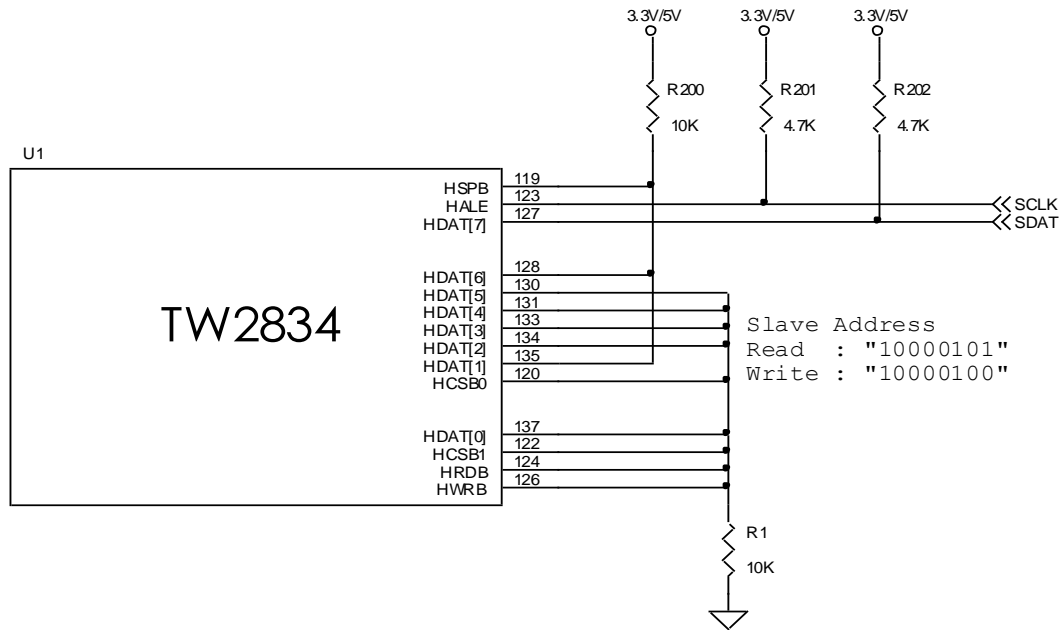 3.3V/5V 3.3V/5V 3.3V/5V
R200 R201 R202
10K 4.7K 4.7K
U1
HSPB 119
HALE 123 SCLK
HDAT[7] 127 SDAT
HDAT[6] 128
HDAT[5] 130
HDAT[4] 131
HDAT[3] 133
HDAT[2] 134
HDAT[1] 135
HCSB0 120
TW2834
Slave Address
Read : "10000101"
Write : "10000100"
HDAT[0] 137
HCSB1 122
HRDB 124
HWRB 126
R1
10K